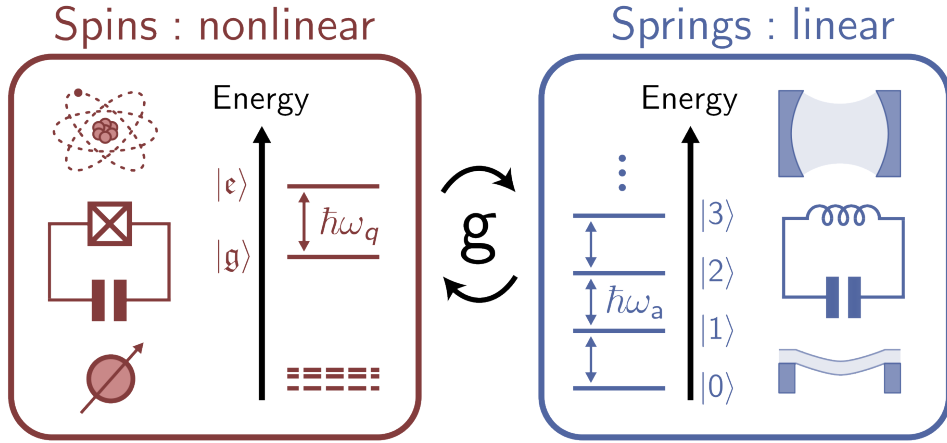 Spins : nonlinear
Springs : linear
Energy
|𝔢⟩
ħω_q
|𝔤⟩
g
Energy
|3⟩
|2⟩
ħω_a
|1⟩
|0⟩